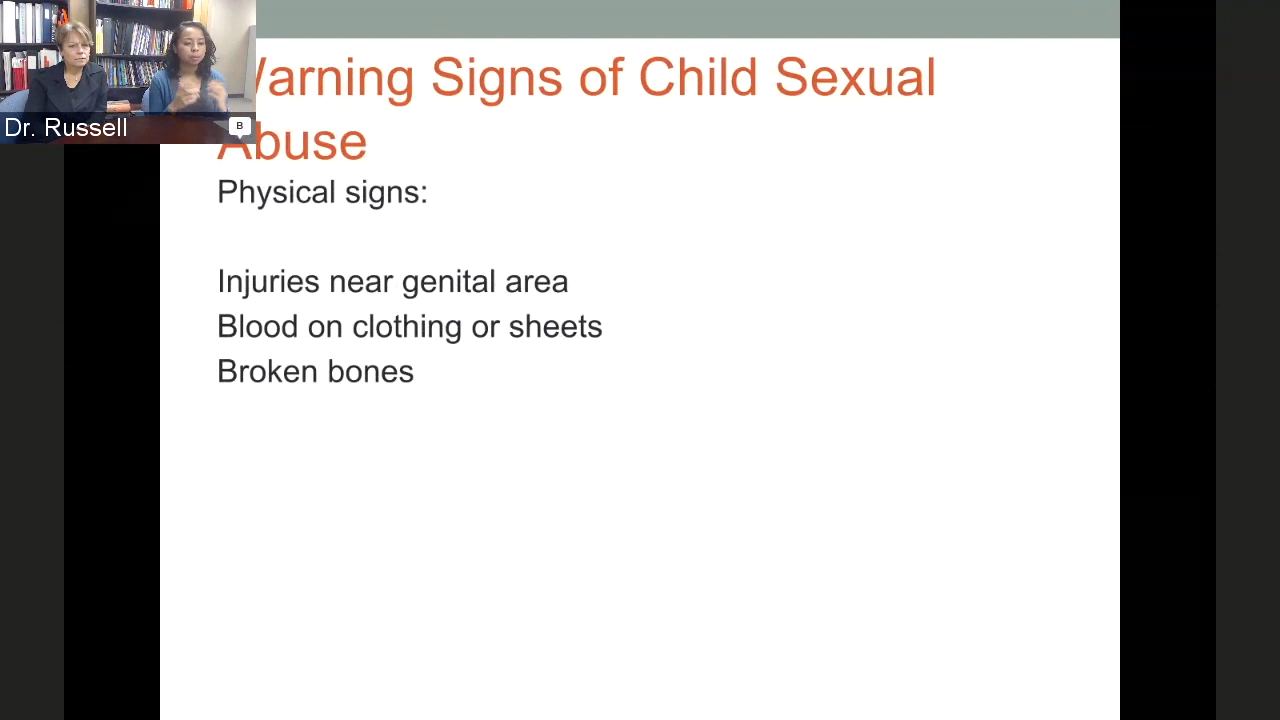 Warning Signs of Child Sexual
Abuse
Physical signs:
Injuries near genital area
Blood on clothing or sheets
Broken bones
Dr. Russell
B